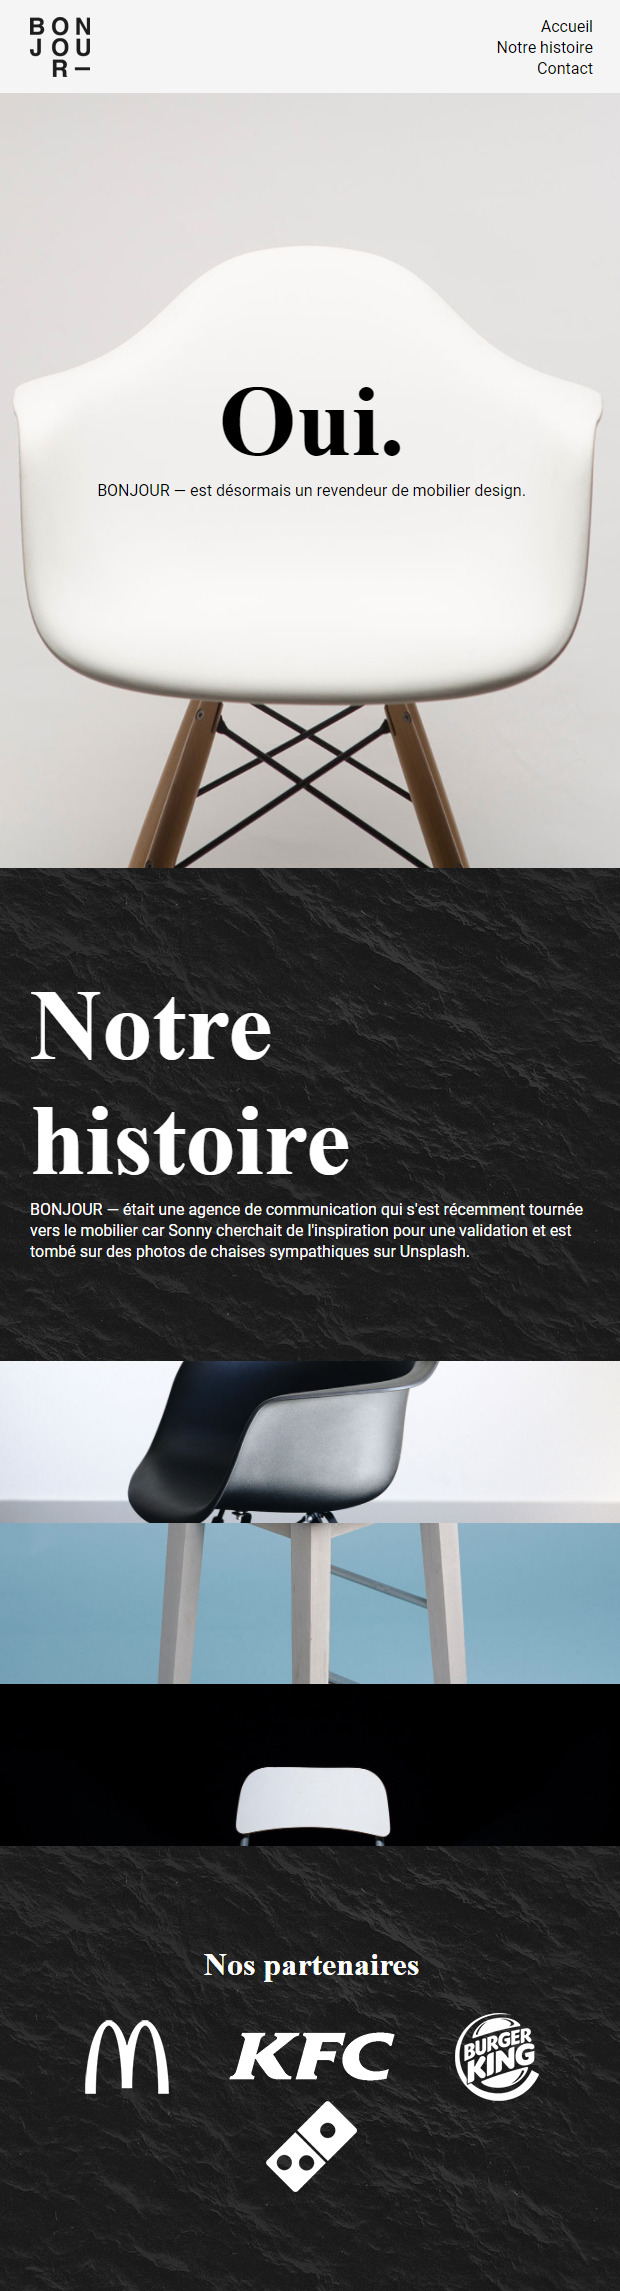 BON
JOU
R—
Accueil
Notre histoire
Contact
Oui.
BONJOUR — est désormais un revendeur de mobilier design.
Notre
histoire
BONJOUR — était une agence de communication qui s'est récemment tournée
vers le mobilier car Sonny cherchait de l'inspiration pour une validation et est
tombé sur des photos de chaises sympathiques sur Unsplash.
Nos partenaires
KFC
BURGER
KING